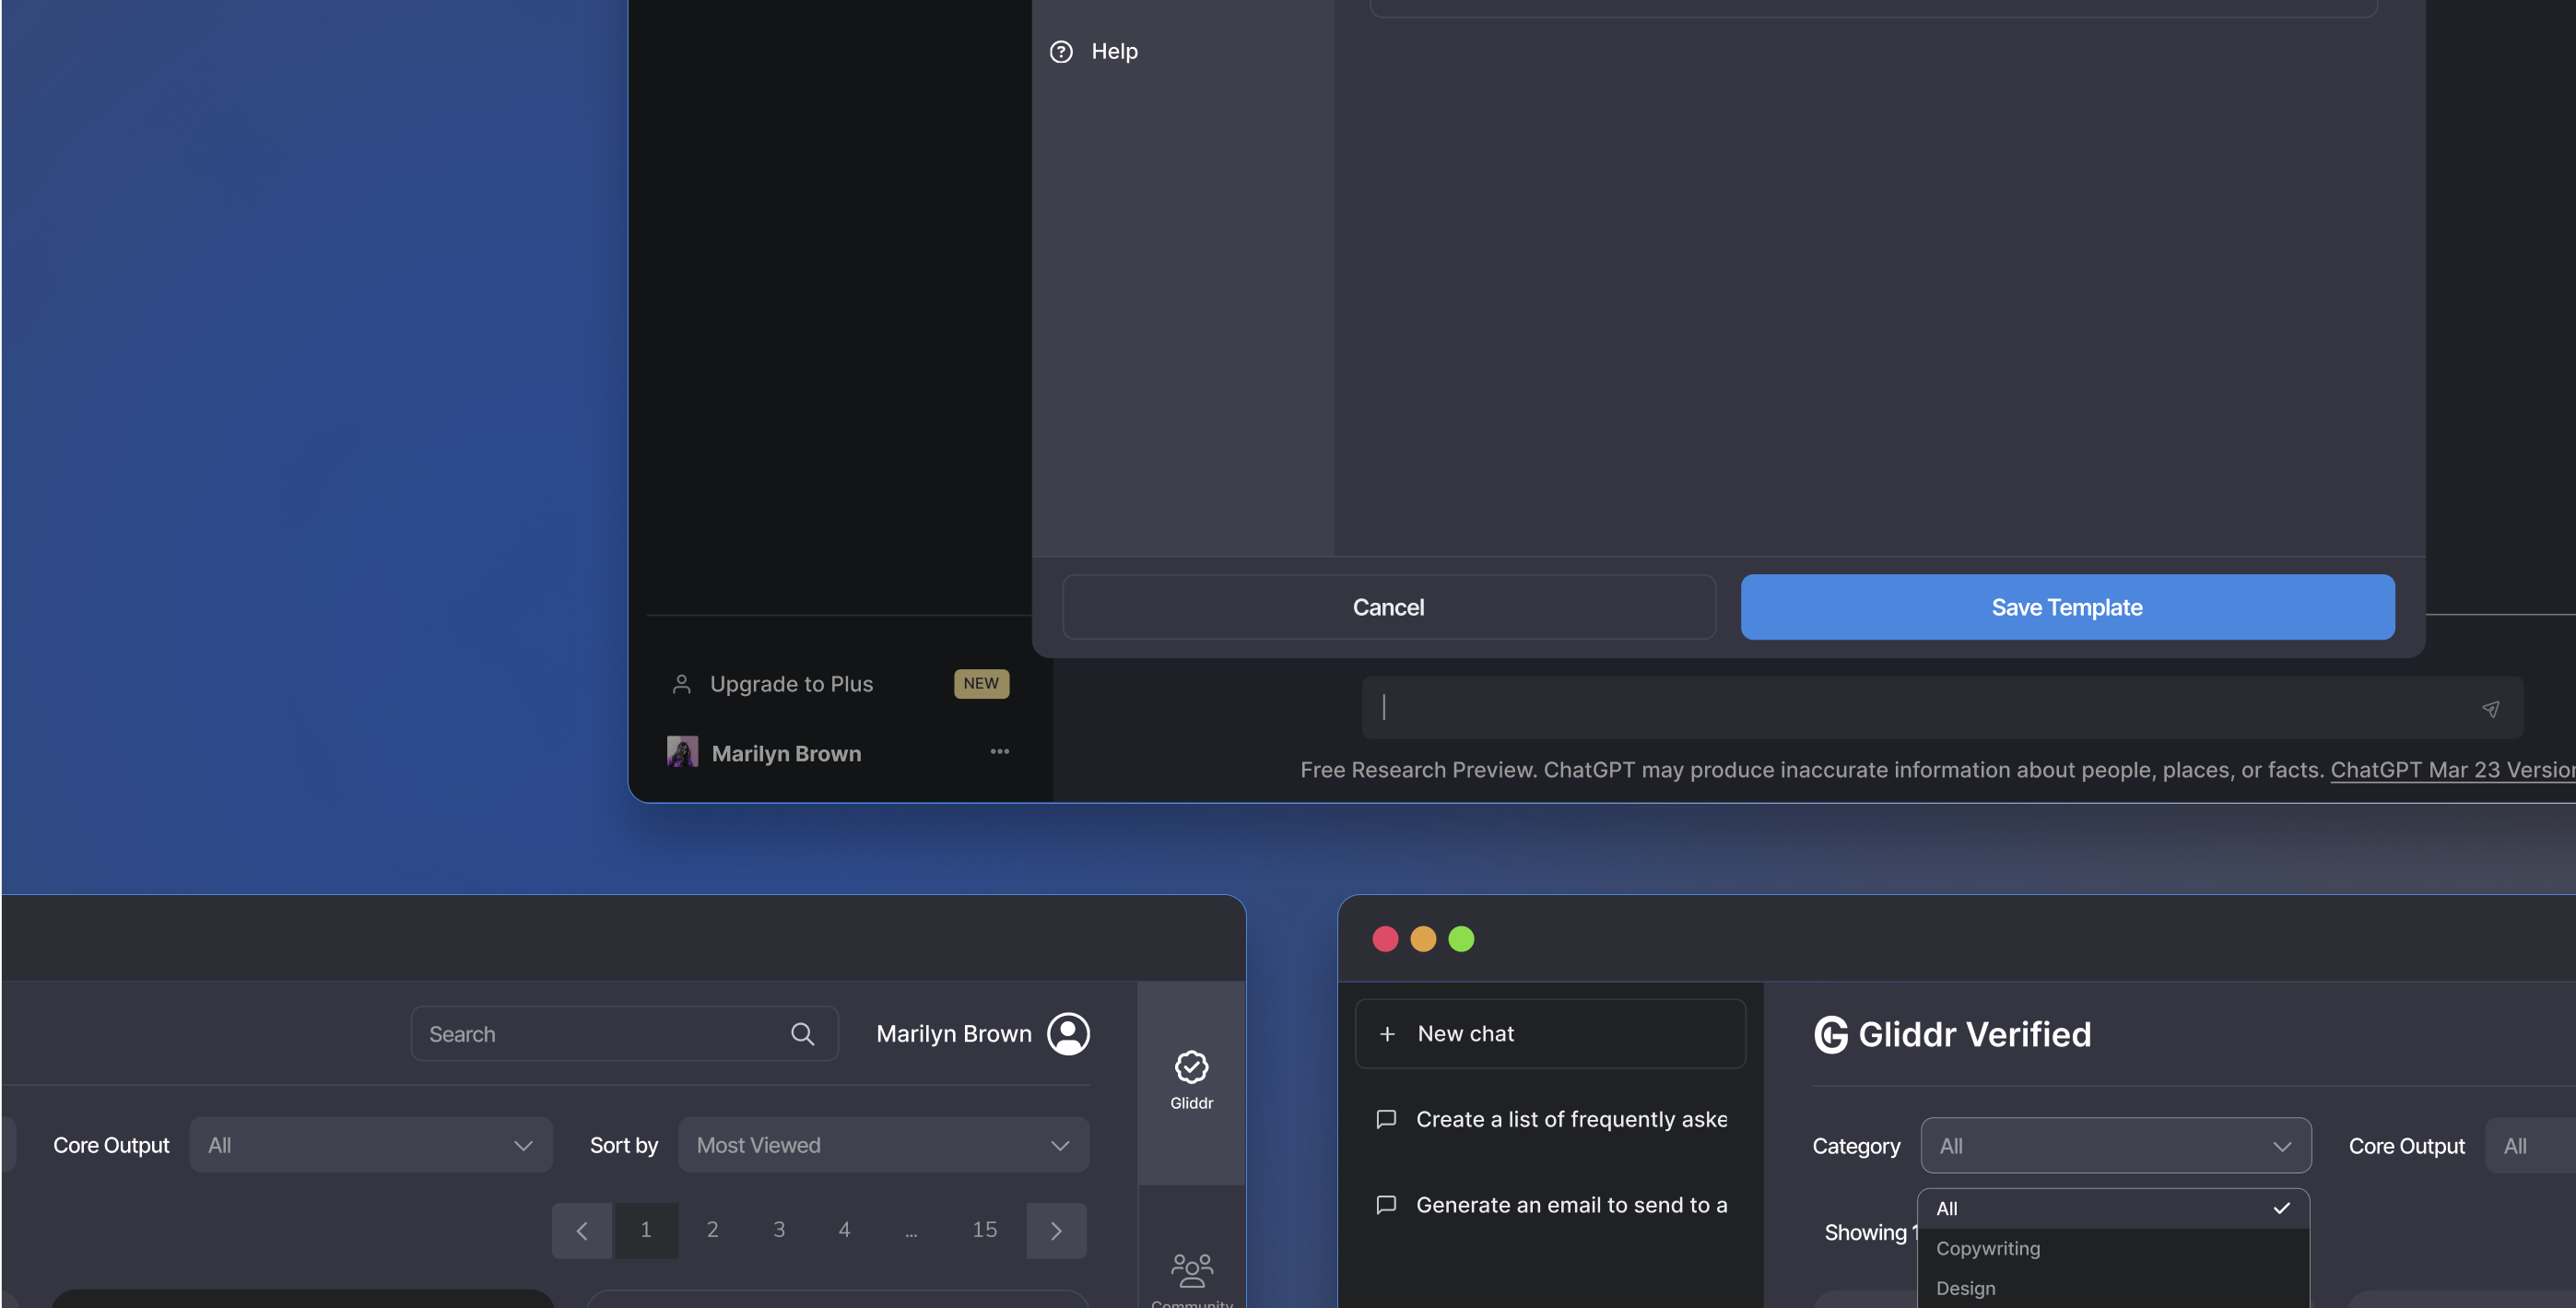 Help
Cancel
Save Template
Upgrade to Plus
NEW
Marilyn Brown
Free Research Preview. ChatGPT may produce inaccurate information about people, places, or facts. ChatGPT Mar 23 Version
Search
Marilyn Brown
Gliddr
Core Output
All
Sort by
Most Viewed
1 2 3 4 ... 15
Community
New chat
Create a list of frequently aske
Generate an email to send to a
Gliddr Verified
Category
All
Core Output
All
Showing 1
All
Copywriting
Design